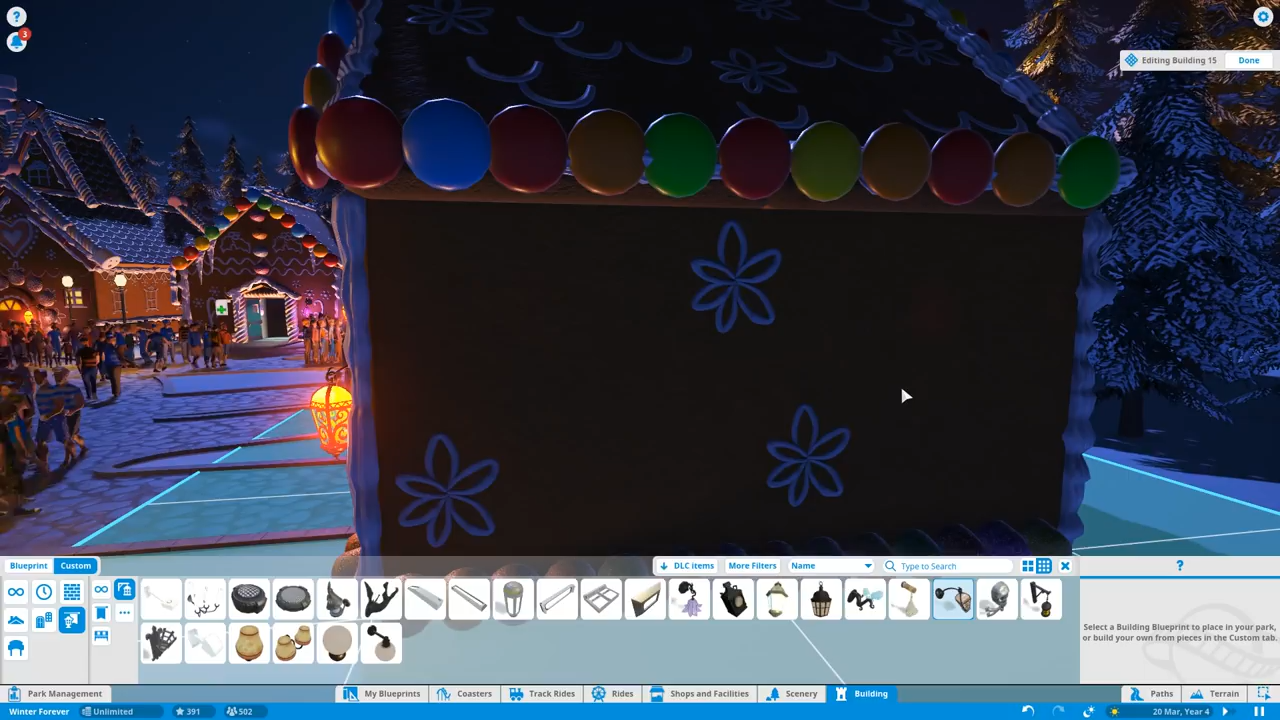 ?
3
Editing Building 15 Done
Blueprint Custom
DLC items More Filters Name Type to Search
?
Select a Building Blueprint to place in your park,
or build your own from pieces in the Custom tab.
Park Management My Blueprints Coasters Track Rides Rides Shops and Facilities Scenery Building Paths Terrain
Winter Forever Unlimited 391 502 20 Mar, Year 4